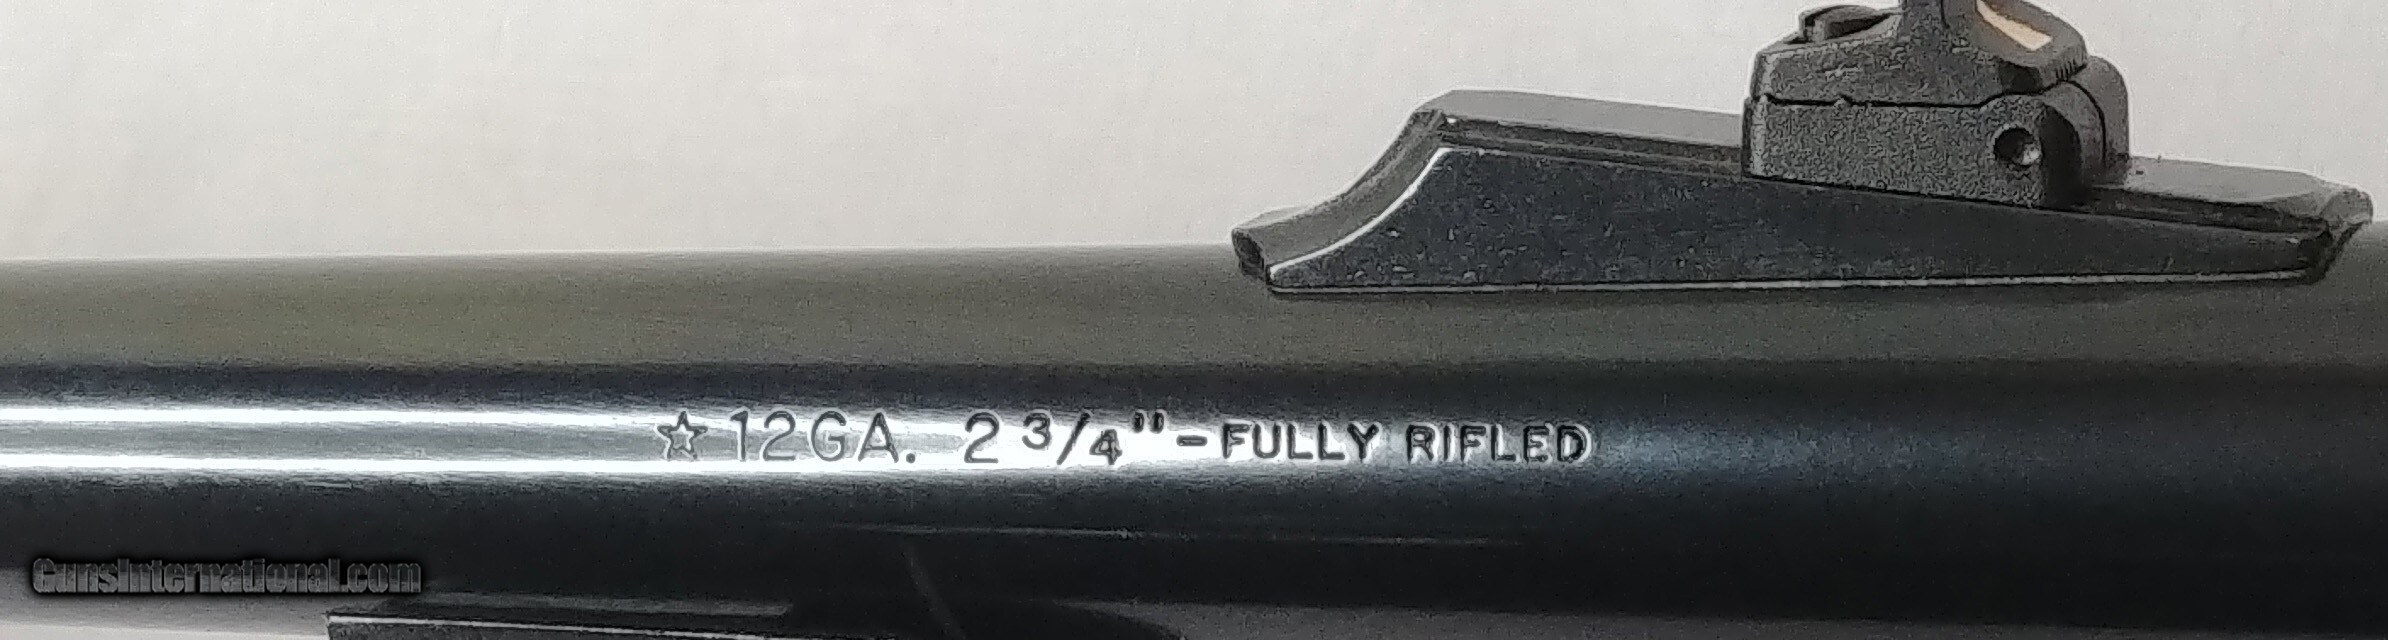 ☆12GA. 2 3/4"-FULLY RIFLED
GunsInternational.com